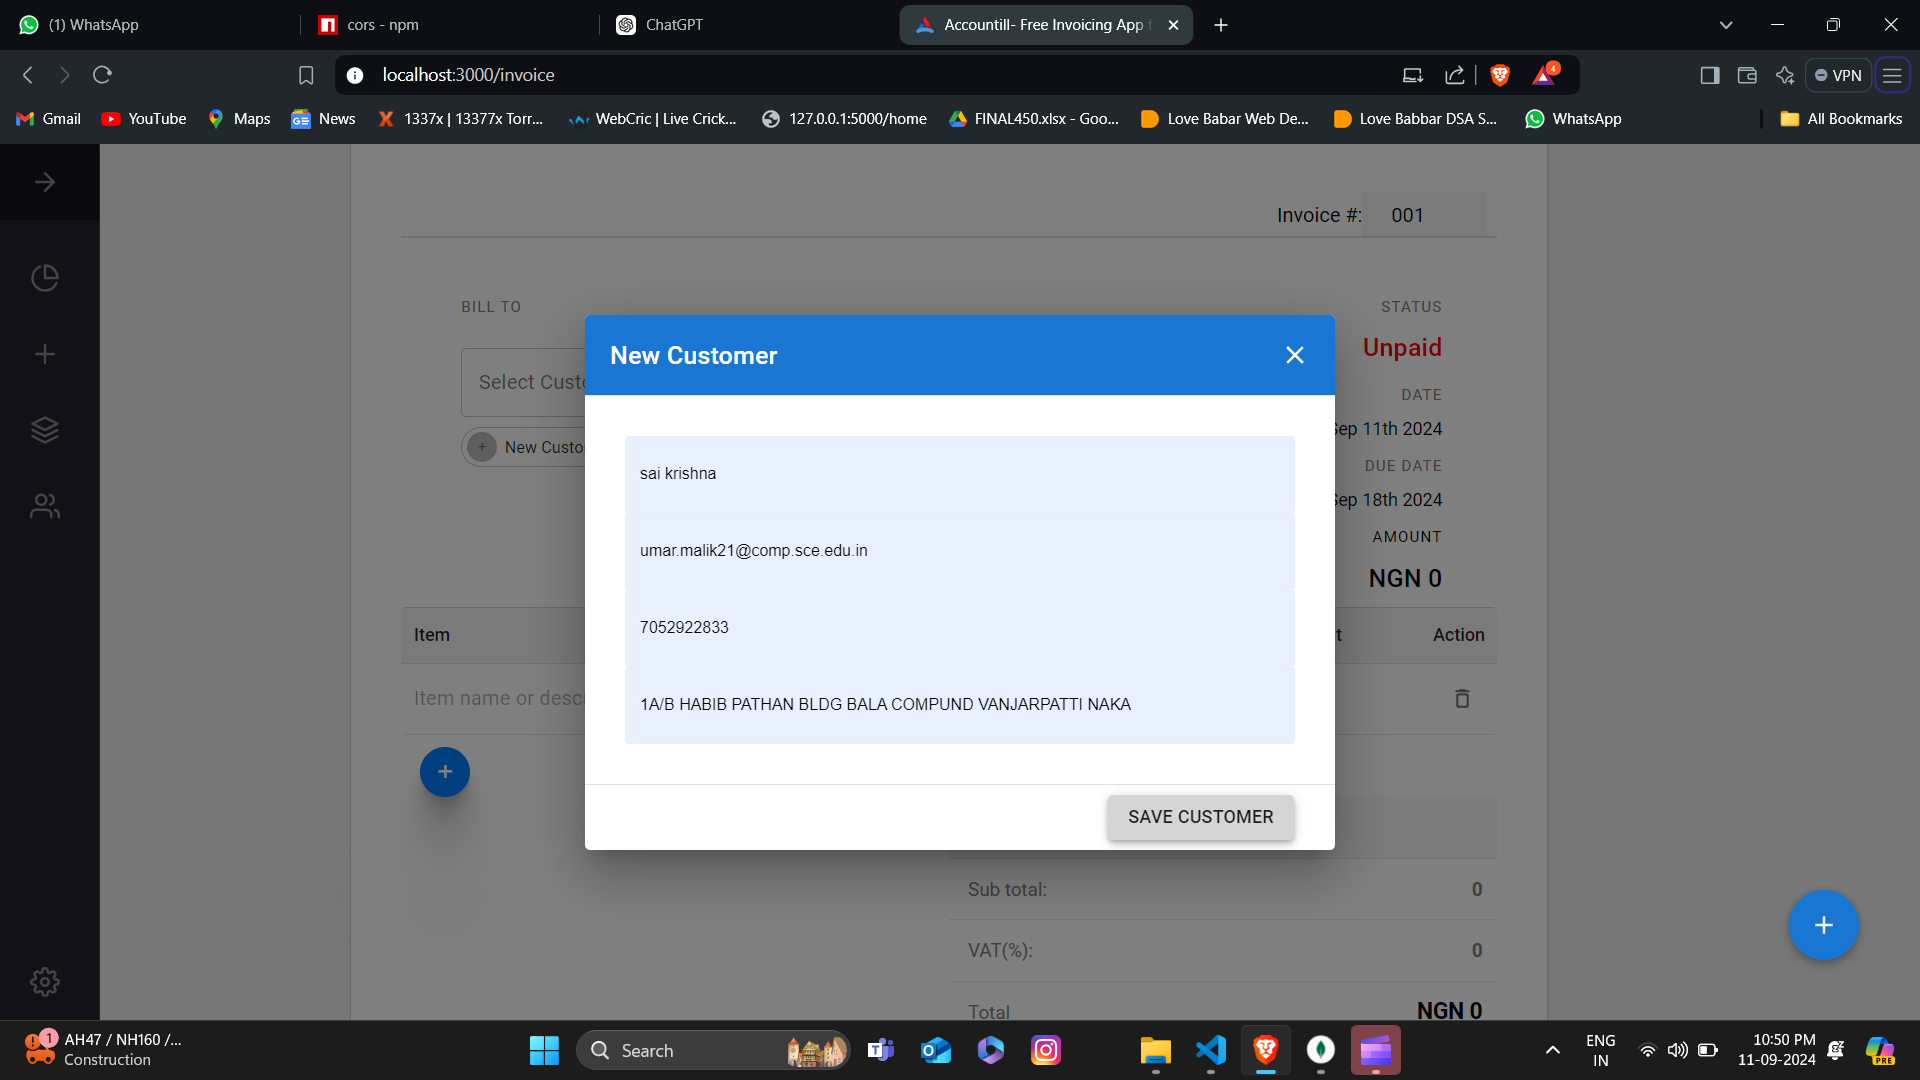 (1) WhatsApp
cors - npm
ChatGPT
Accountill- Free Invoicing App
localhost:3000/invoice
4
VPN
Gmail
YouTube
Maps
News
1337x | 13377x Torr...
WebCric | Live Crick...
127.0.0.1:5000/home
FINAL450.xlsx - Goo...
Love Babar Web De...
Love Babbar DSA S...
WhatsApp
All Bookmarks
Invoice #: 001
BILL TO
STATUS
Unpaid
Select Custo
New Custo
DATE
Sep 11th 2024
DUE DATE
Sep 18th 2024
AMOUNT
NGN 0
New Customer
sai krishna
umar.malik21@comp.sce.edu.in
7052922833
1A/B HABIB PATHAN BLDG BALA COMPUND VANJARPATTI NAKA
SAVE CUSTOMER
Item
t
Action
Item name or desc
Sub total: 0
VAT(%): 0
Total NGN 0
1
AH47 / NH160 /...
Construction
Search
ENG
IN
10:50 PM
11-09-2024
PRE